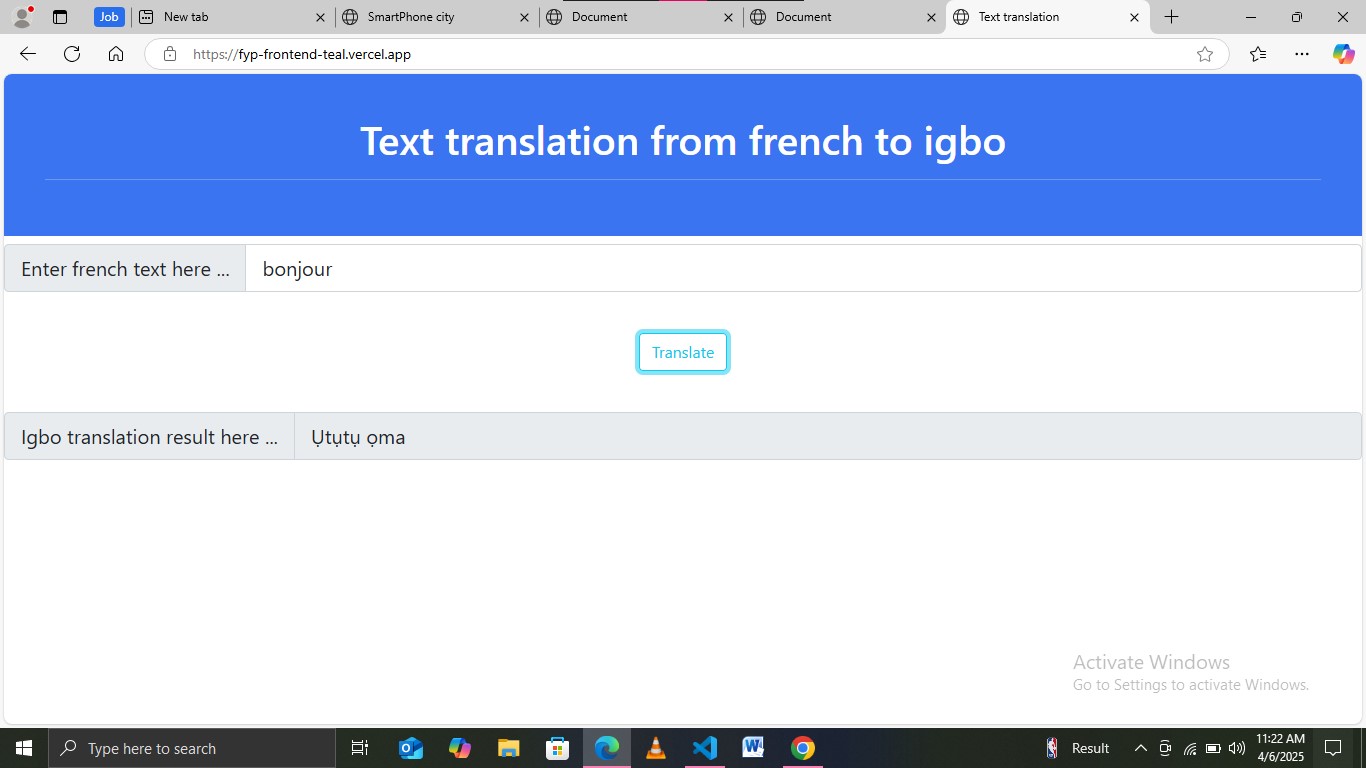 Job
New tab
SmartPhone city
Document
Document
Text translation
https://fyp-frontend-teal.vercel.app
Text translation from french to igbo
Enter french text here ... bonjour
Translate
Igbo translation result here ... Ụtụtụ ọma
Activate Windows
Go to Settings to activate Windows.
Type here to search
Result
11:22 AM
4/6/2025